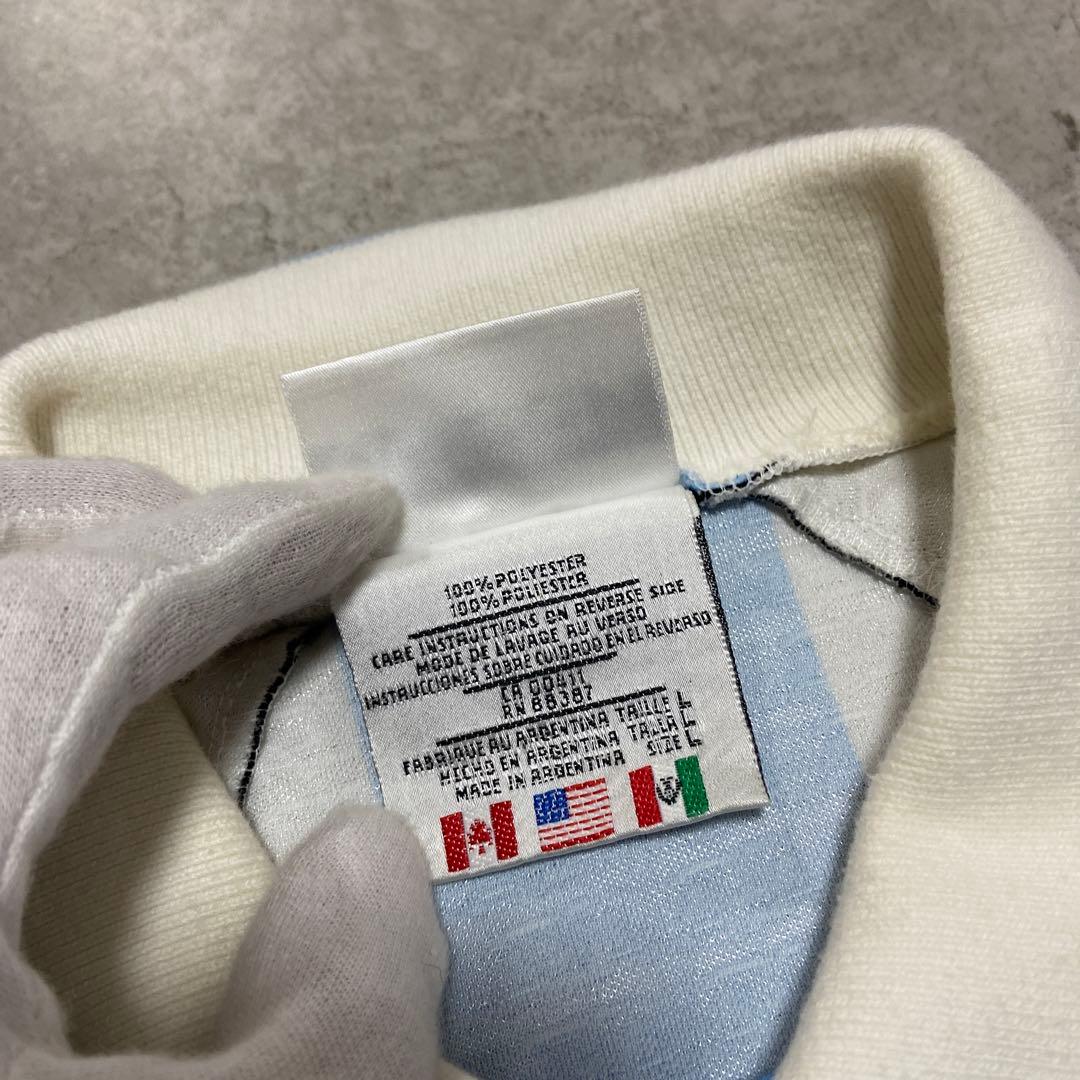 100% POLYESTER
100% POLIESTER
CARE INSTRUCTIONS ON REVERSE SIDE
MODE DE LAVAGE AU VERSO
INSTRUCCIONES SOBRE CUIDADO EN EL REVERSO
CA 00411
RN 88387
FABRIQUE AU ARGENTINA TAILLE L
HECHO EN ARGENTINA TALLA L
MADE IN ARGENTINA SIZE L